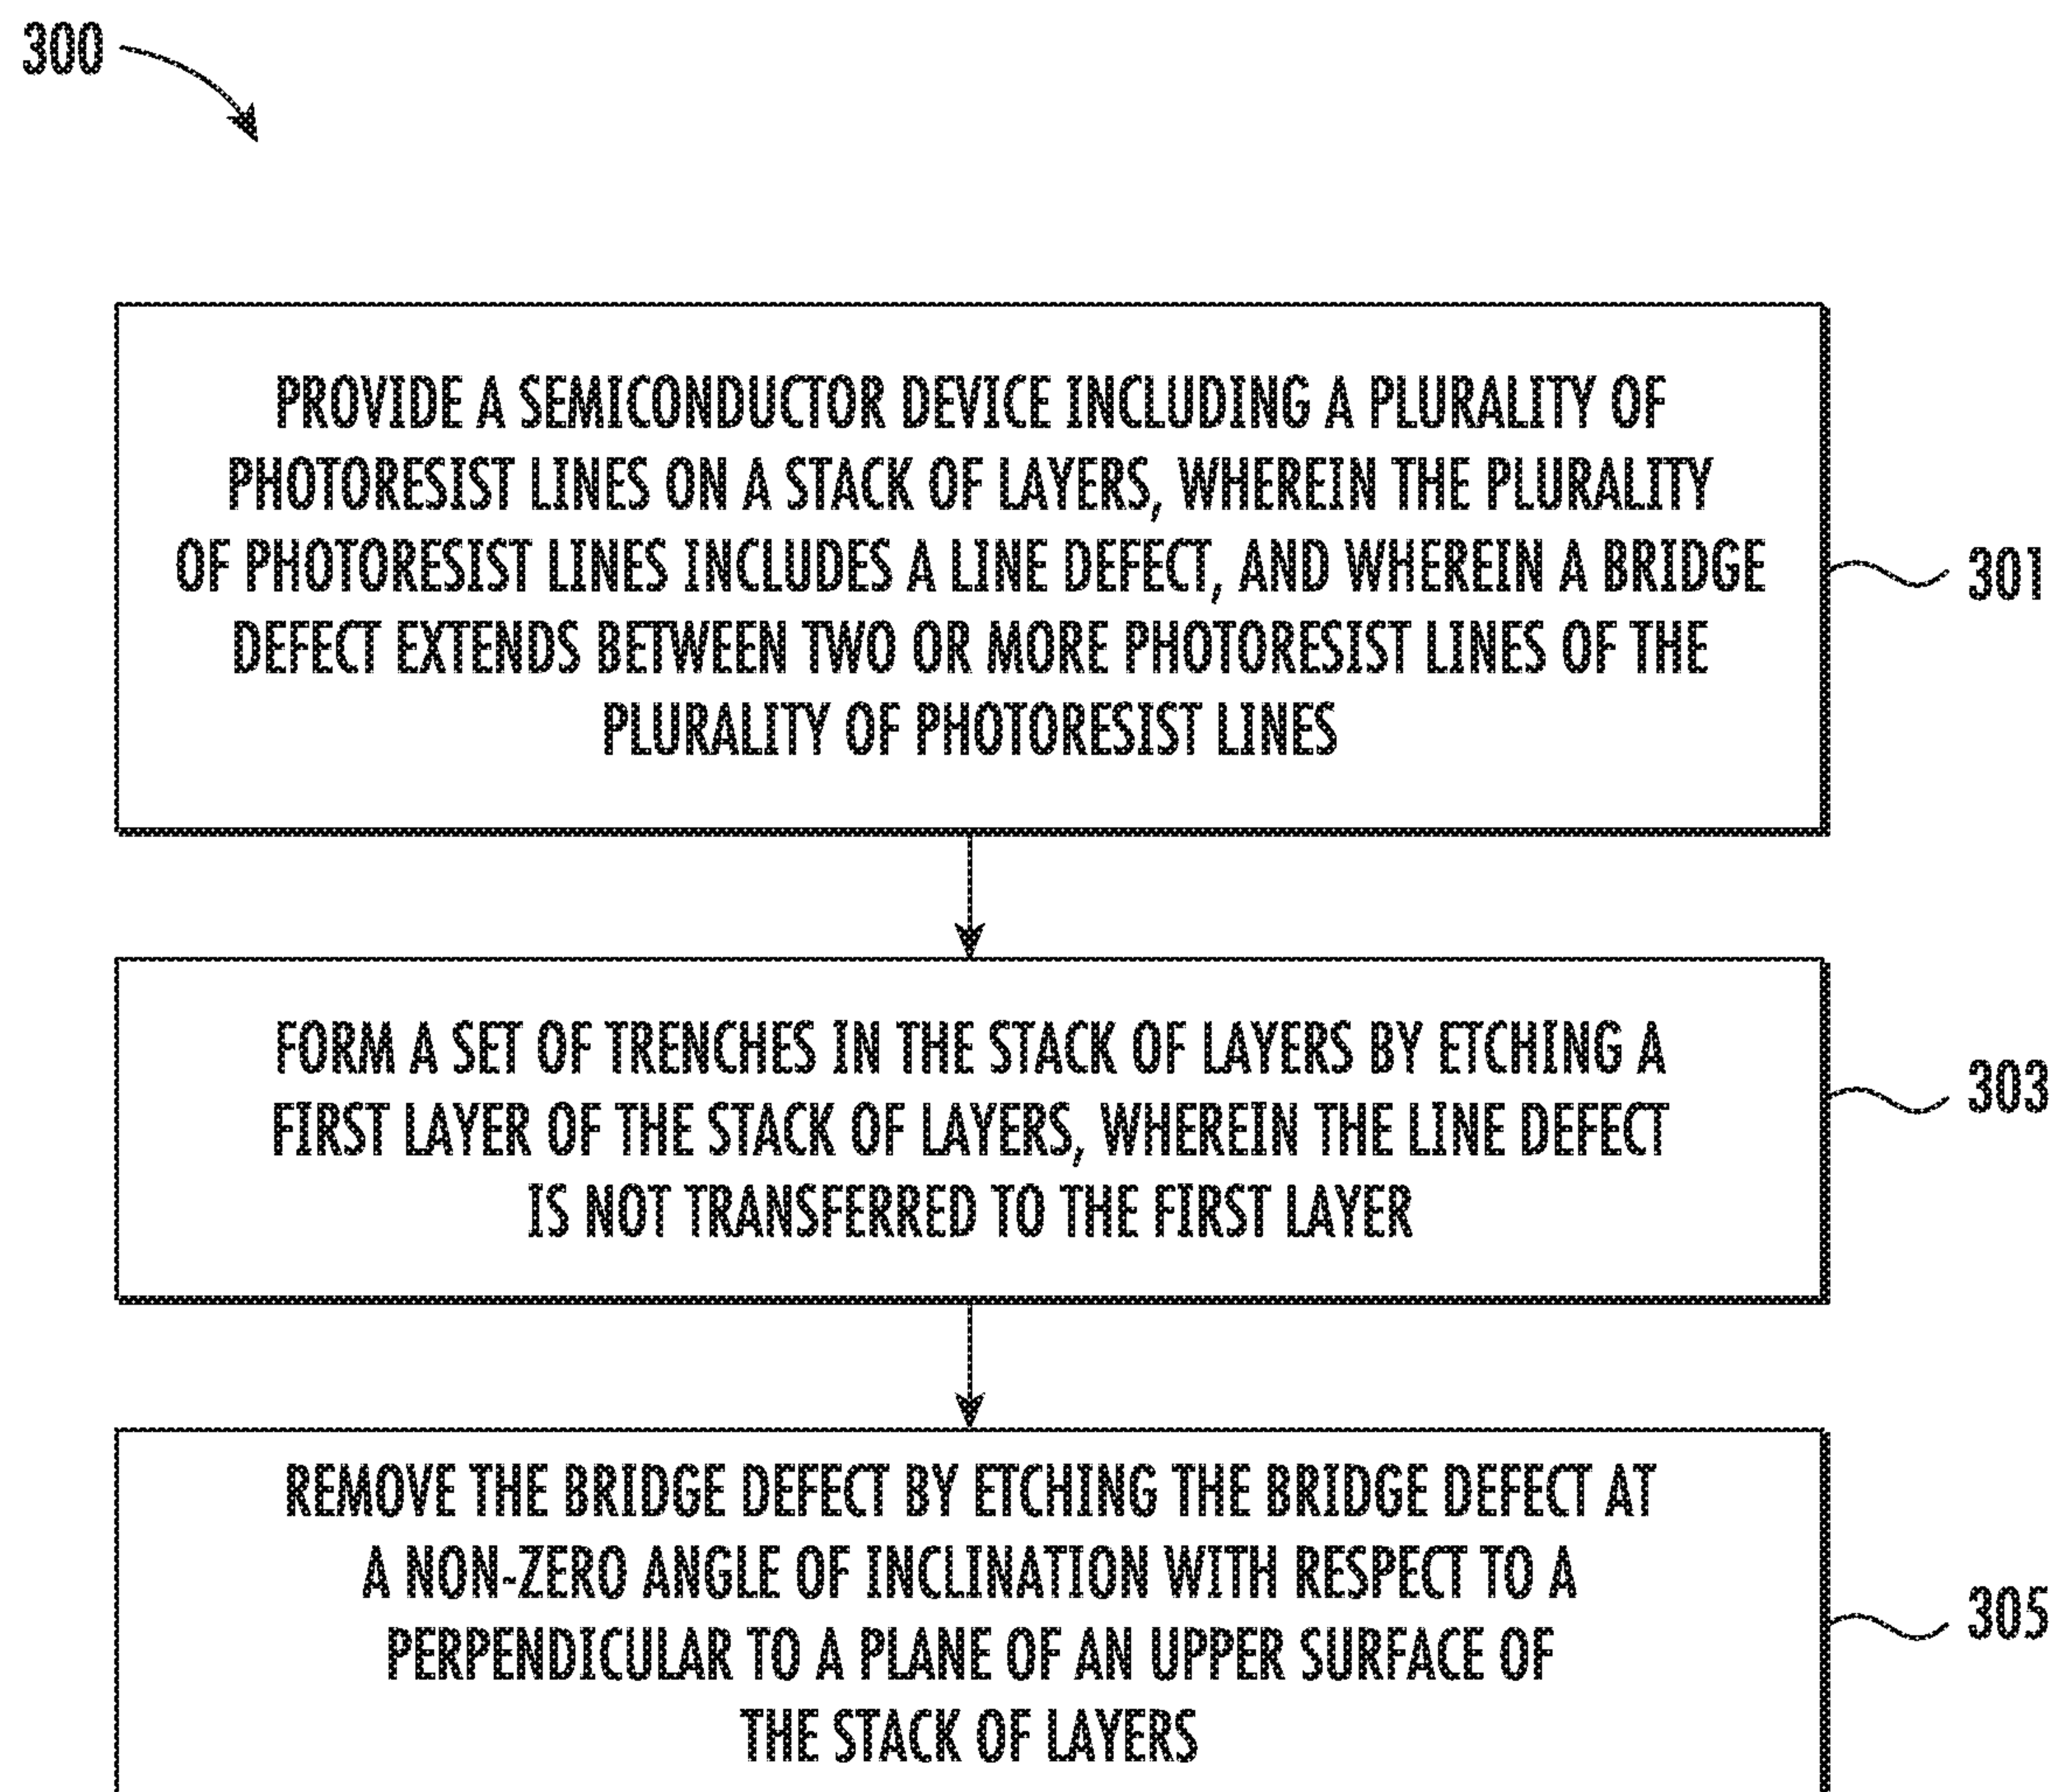 300
PROVIDE A SEMICONDUCTOR DEVICE INCLUDING A PLURALITY OF
PHOTORESIST LINES ON A STACK OF LAYERS, WHEREIN THE PLURALITY
OF PHOTORESIST LINES INCLUDES A LINE DEFECT, AND WHEREIN A BRIDGE
DEFECT EXTENDS BETWEEN TWO OR MORE PHOTORESIST LINES OF THE
PLURALITY OF PHOTORESIST LINES
301
FORM A SET OF TRENCHES IN THE STACK OF LAYERS BY ETCHING A
FIRST LAYER OF THE STACK OF LAYERS, WHEREIN THE LINE DEFECT
IS NOT TRANSFERRED TO THE FIRST LAYER
303
REMOVE THE BRIDGE DEFECT BY ETCHING THE BRIDGE DEFECT AT
A NON-ZERO ANGLE OF INCLINATION WITH RESPECT TO A
PERPENDICULAR TO A PLANE OF AN UPPER SURFACE OF
THE STACK OF LAYERS
305